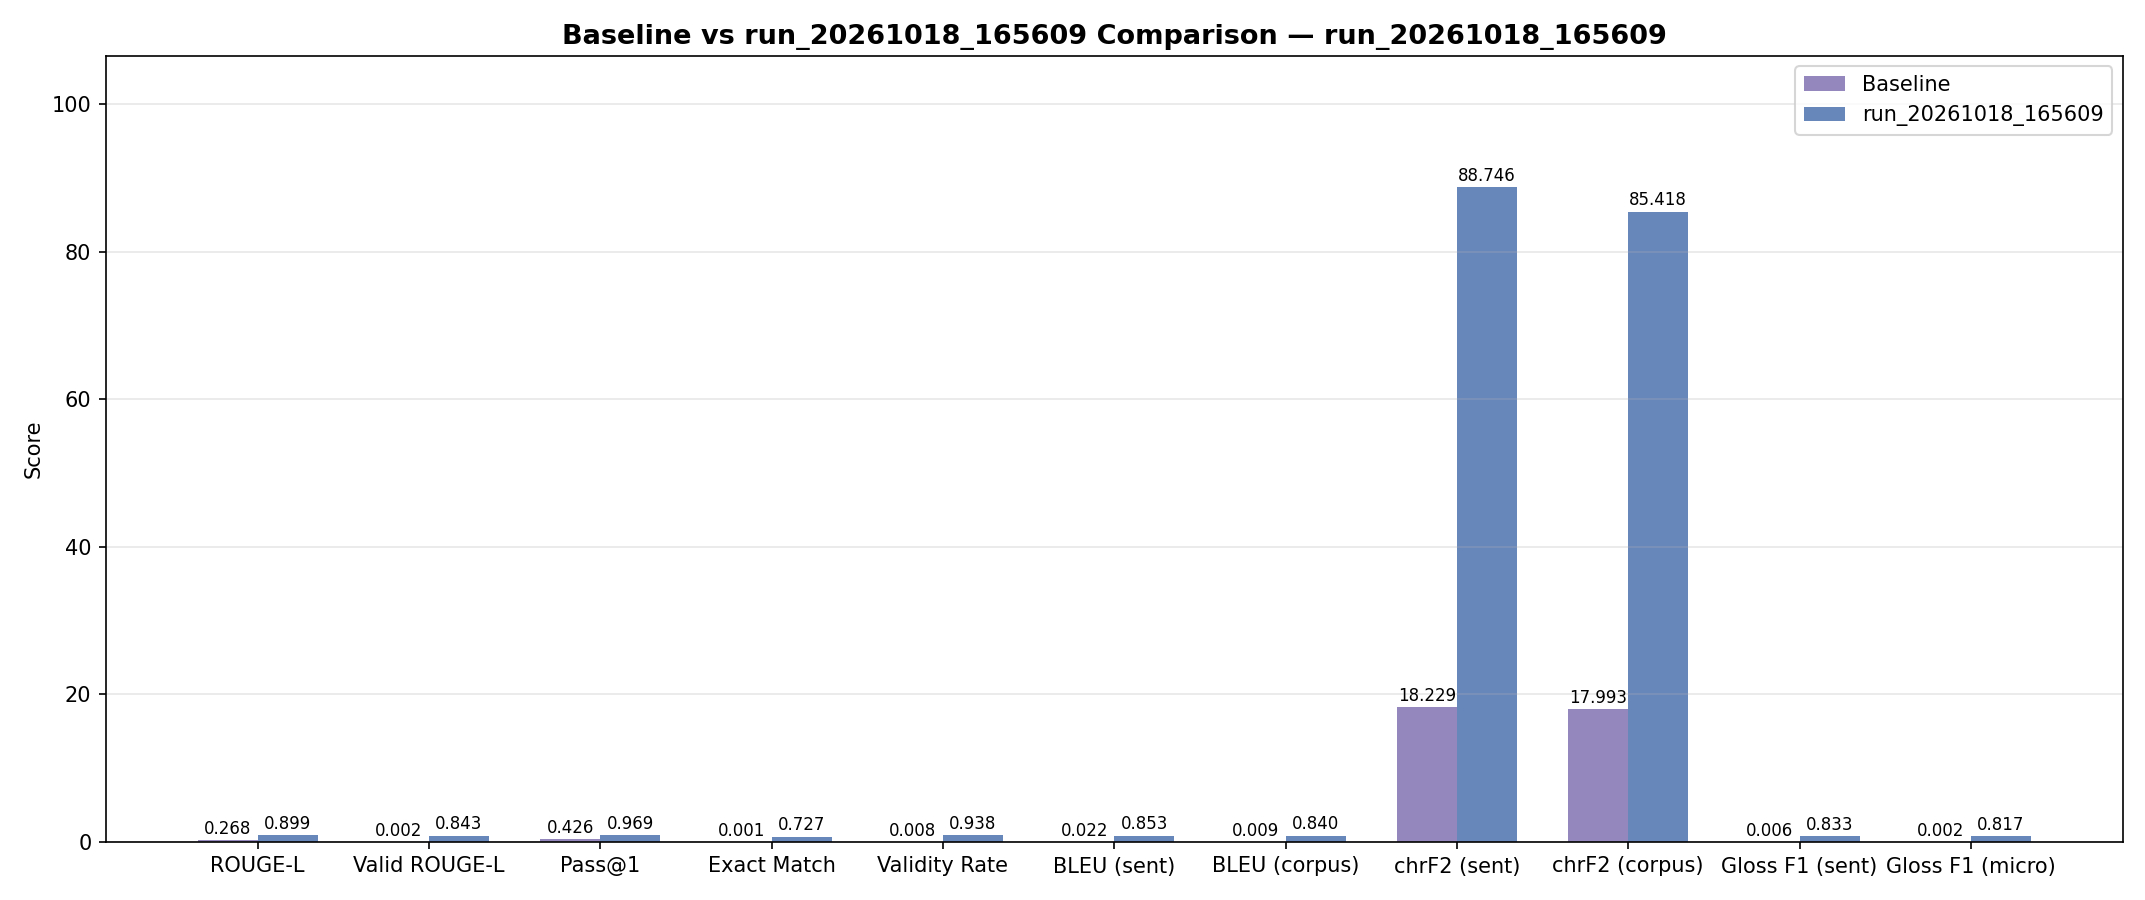 Baseline vs run_20261018_165609 Comparison — run_20261018_165609
Baseline
run_20261018_165609
Score
100
80
60
40
20
0
0.268 0.899 0.002 0.843 0.426 0.969 0.001 0.727 0.008 0.938 0.022 0.853 0.009 0.840 18.229 88.746 17.993 85.418 0.006 0.833 0.002 0.817
ROUGE-L Valid ROUGE-L Pass@1 Exact Match Validity Rate BLEU (sent) BLEU (corpus) chrF2 (sent) chrF2 (corpus) Gloss F1 (sent) Gloss F1 (micro)